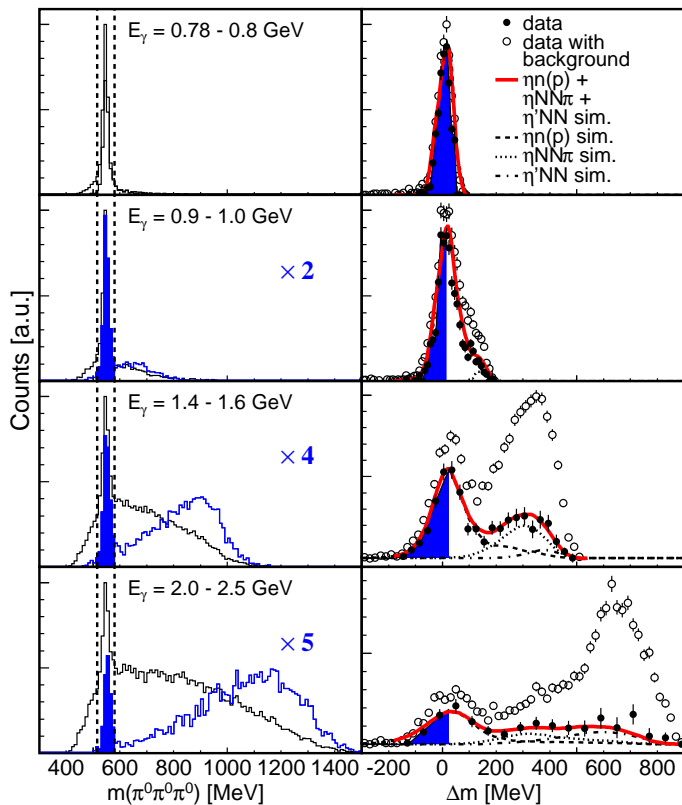 E_γ = 0.78 - 0.8 GeV
data
data with
background
ηn(p) +
ηNNπ +
η'NN sim.
ηn(p) sim.
ηNNπ sim.
η'NN sim.
E_γ = 0.9 - 1.0 GeV
× 2
Counts [a.u.]
E_γ = 1.4 - 1.6 GeV
× 4
E_γ = 2.0 - 2.5 GeV
× 5
400 600 800 1000 1200 1400
-200 0 200 400 600 800
m(π⁰π⁰π⁰) [MeV]
Δm [MeV]